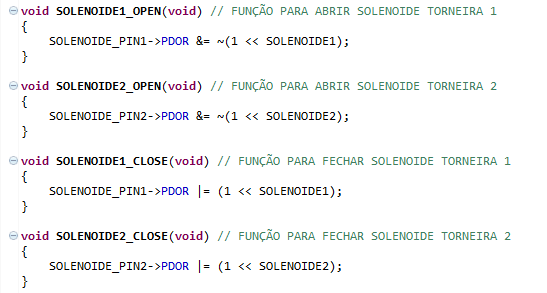 void SOLENOIDE1_OPEN(void) // FUNÇÃO PARA ABRIR SOLENOIDE TORNEIRA 1
{
SOLENOIDE_PIN1->PDOR &= ~(1 << SOLENOIDE1);
}
void SOLENOIDE2_OPEN(void) // FUNÇÃO PARA ABRIR SOLENOIDE TORNEIRA 2
{
SOLENOIDE_PIN2->PDOR &= ~(1 << SOLENOIDE2);
}
void SOLENOIDE1_CLOSE(void) // FUNÇÃO PARA FECHAR SOLENOIDE TORNEIRA 1
{
SOLENOIDE_PIN1->PDOR |= (1 << SOLENOIDE1);
}
void SOLENOIDE2_CLOSE(void) // FUNÇÃO PARA FECHAR SOLENOIDE TORNEIRA 2
{
SOLENOIDE_PIN2->PDOR |= (1 << SOLENOIDE2);
}